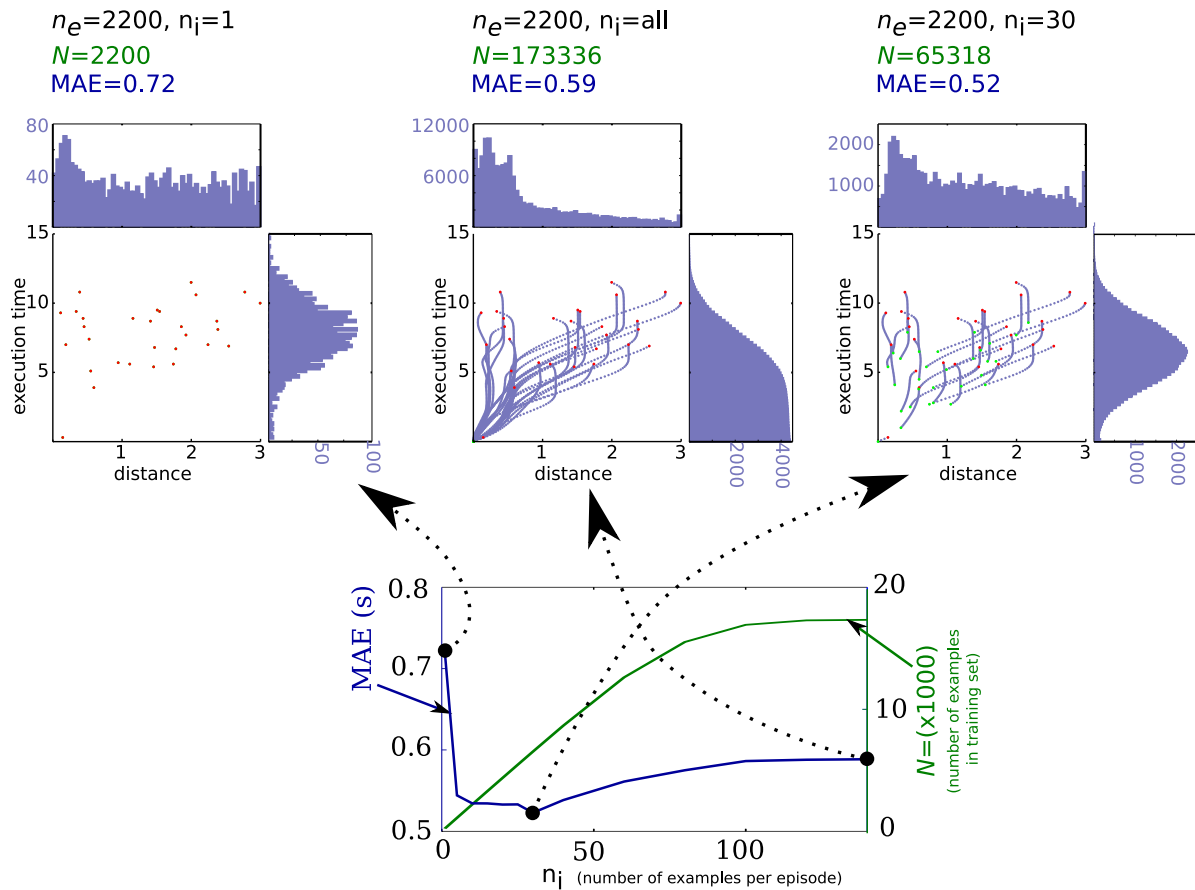 n_e=2200, n_i=1
N=2200
MAE=0.72
80
40
15
10
5
execution time
1 2 3
distance
50 100
n_e=2200, n_i=all
N=173336
MAE=0.59
12000
6000
15
10
5
execution time
1 2 3
distance
2000 4000
n_e=2200, n_i=30
N=65318
MAE=0.52
2000
1000
15
10
5
execution time
1 2 3
distance
1000 2000
0.8
0.7
0.6
0.5
MAE (s)
20
10
0
N=(x1000)
(number of examples
in training set)
0 50 100
n_i (number of examples per episode)